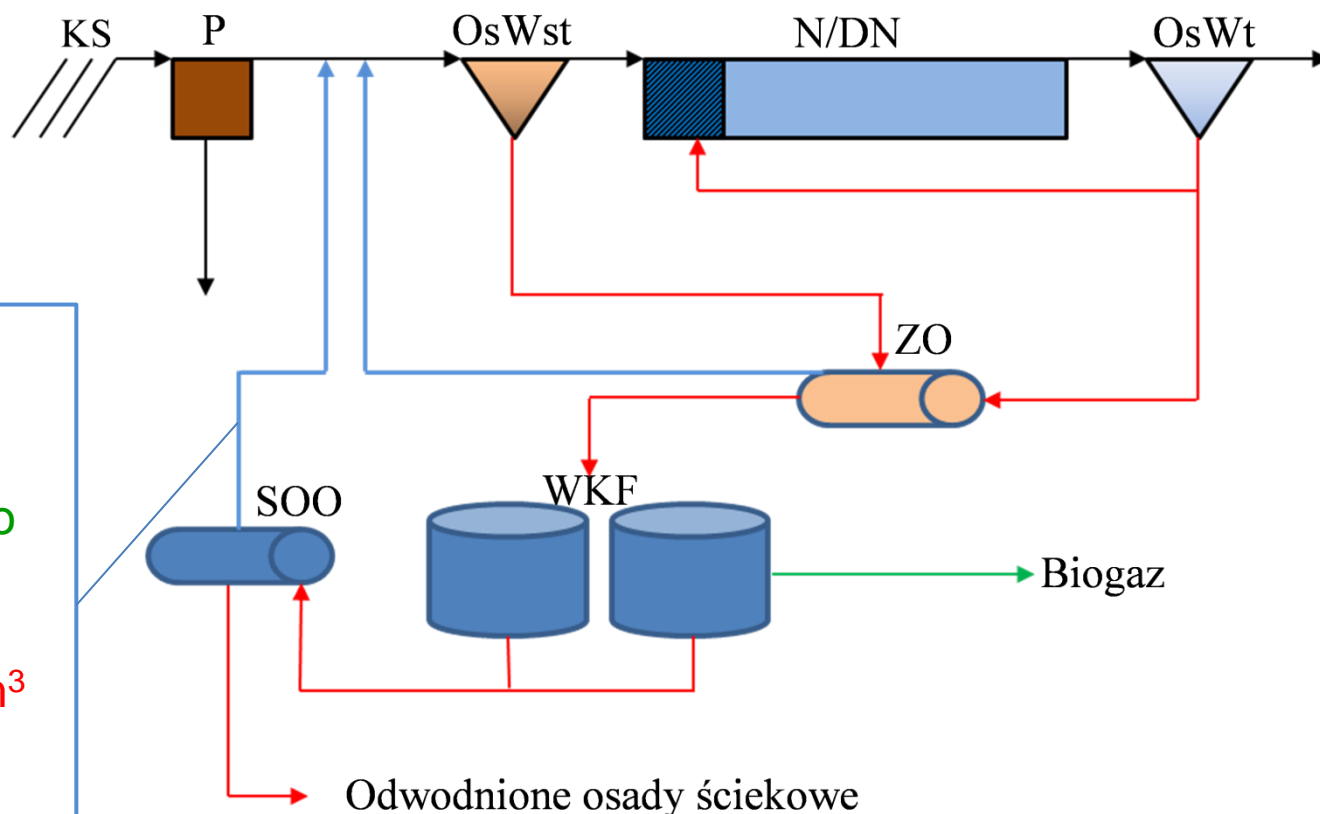 KS
P
OsWst
N/DN
OsWt
ZO
WKF
SOO
Biogaz
Odwodnione osady ściekowe